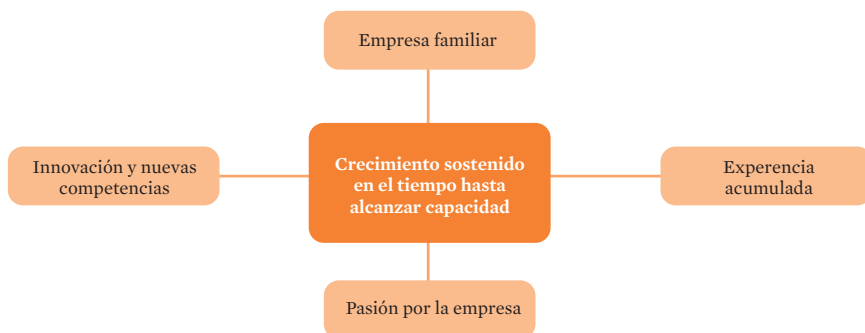 Empresa familiar
Innovación y nuevas
competencias
Crecimiento sostenido
en el tiempo hasta
alcanzar capacidad
Experencia
acumulada
Pasión por la empresa